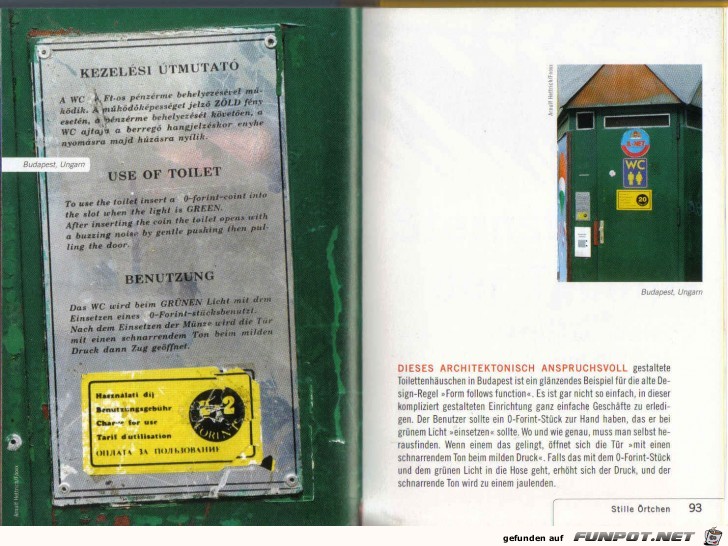 KEZELÉSI ÚTMUTATÓ
A WC Ft-os pénzérme behelyezésével mű-
ködik. A működőképességet jelző ZÖLD fény
esetén, a pénzérme behelyezését követően, a
WC ajtaja a berregő hangjelzéskor enyhe
nyomásra majd húzásra nyílik.
Budapest, Ungarn
USE OF TOILET
To use the toilet insert a 0-forint-coint into
the slot when the light is GREEN.
After inserting the coin the toilet opens with
a buzzing noise by gentle pushing then pul-
ling the door.
BENUTZUNG
Das WC wird beim GRÜNEN Licht mit dem
Einsetzen eines 0-Forint-stücksbenutzt.
Nach dem Einsetzen der Münze wird die Tür
mit einen schnarrendem Ton beim milden
Druck dann Zug geöffnet.
Használati díj
Benutzungsgebühr
Charge for use
Tarif d utilisation
ОПЛАТА ЗА ПОЛЬЗОВАНИЕ
2
FORINT
WC
20
Budapest, Ungarn
DIESES ARCHITEKTONISCH ANSPRUCHSVOLL gestaltete
Toilettenhäuschen in Budapest ist ein glänzendes Beispiel für die alte De-
sign-Regel »Form follows function«. Es ist gar nicht so einfach, in dieser
kompliziert gestalteten Einrichtung ganz einfache Geschäfte zu erledi-
gen. Der Benutzer sollte ein 0-Forint-Stück zur Hand haben, das er bei
grünem Licht »einsetzen« sollte. Wo und wie genau, muss man selbst he-
rausfinden. Wenn einem das gelingt, öffnet sich die Tür »mit einen
schnarrendem Ton beim milden Druck«. Falls das mit dem 0-Forint-Stück
und dem grünen Licht in die Hose geht, erhöht sich der Druck, und der
schnarrende Ton wird zu einem jaulenden.
Stille Örtchen 93
gefunden auf FUNPOT.NET